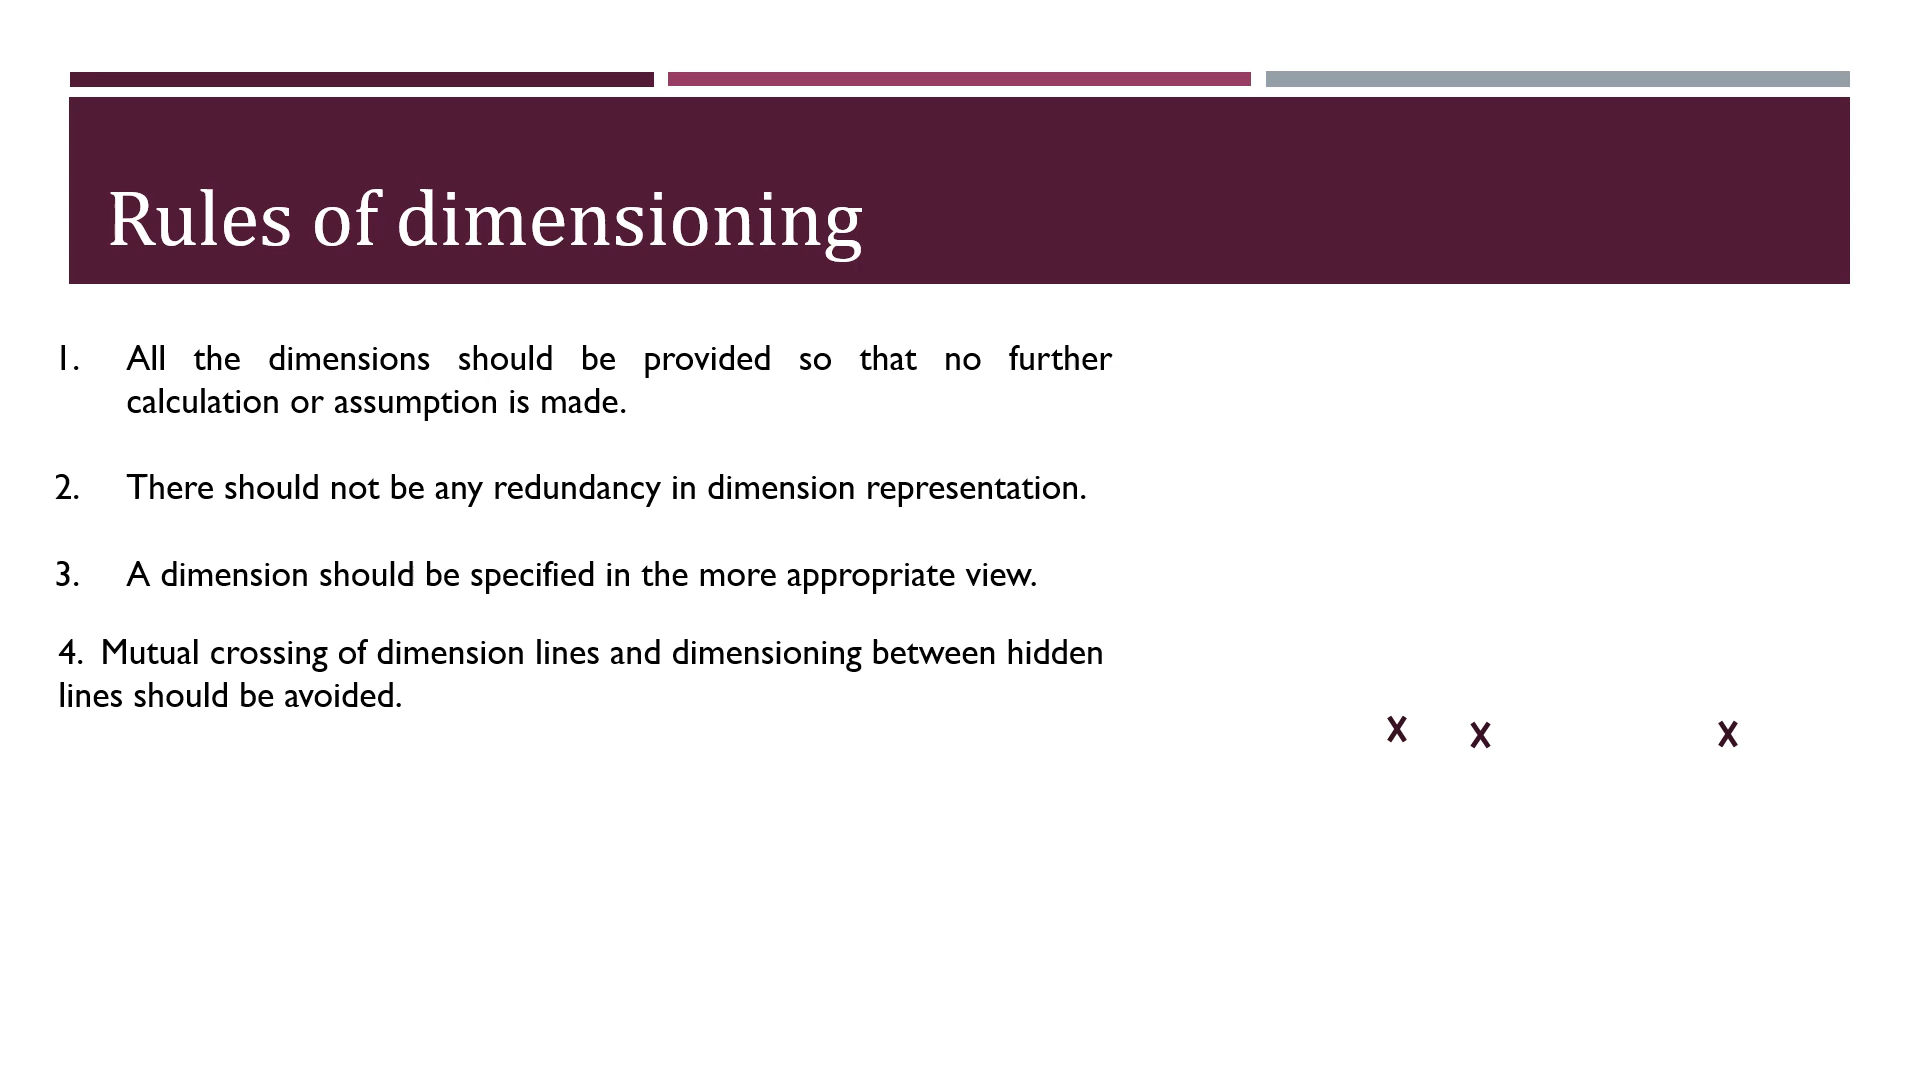 Rules of dimensioning
1. All the dimensions should be provided so that no further
calculation or assumption is made.
2. There should not be any redundancy in dimension representation.
3. A dimension should be specified in the more appropriate view.
4. Mutual crossing of dimension lines and dimensioning between hidden
lines should be avoided.
x x x